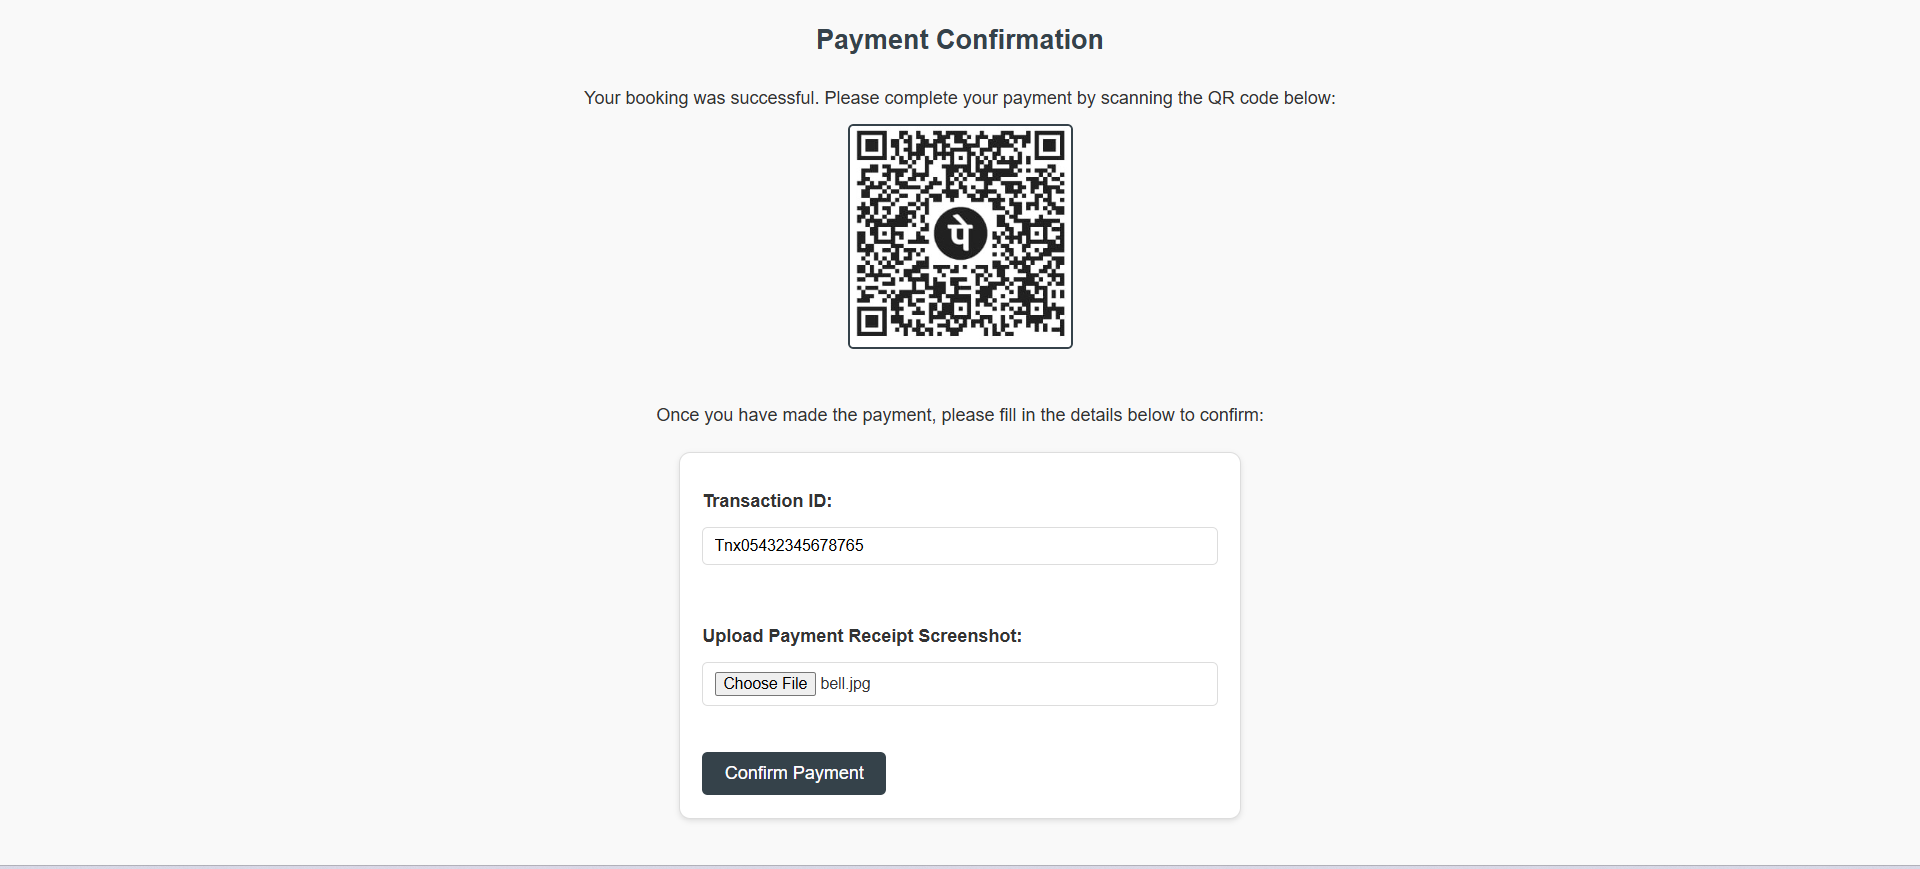 Payment Confirmation
Your booking was successful. Please complete your payment by scanning the QR code below:
पे
Once you have made the payment, please fill in the details below to confirm:
Transaction ID:
Tnx05432345678765
Upload Payment Receipt Screenshot:
Choose File bell.jpg
Confirm Payment